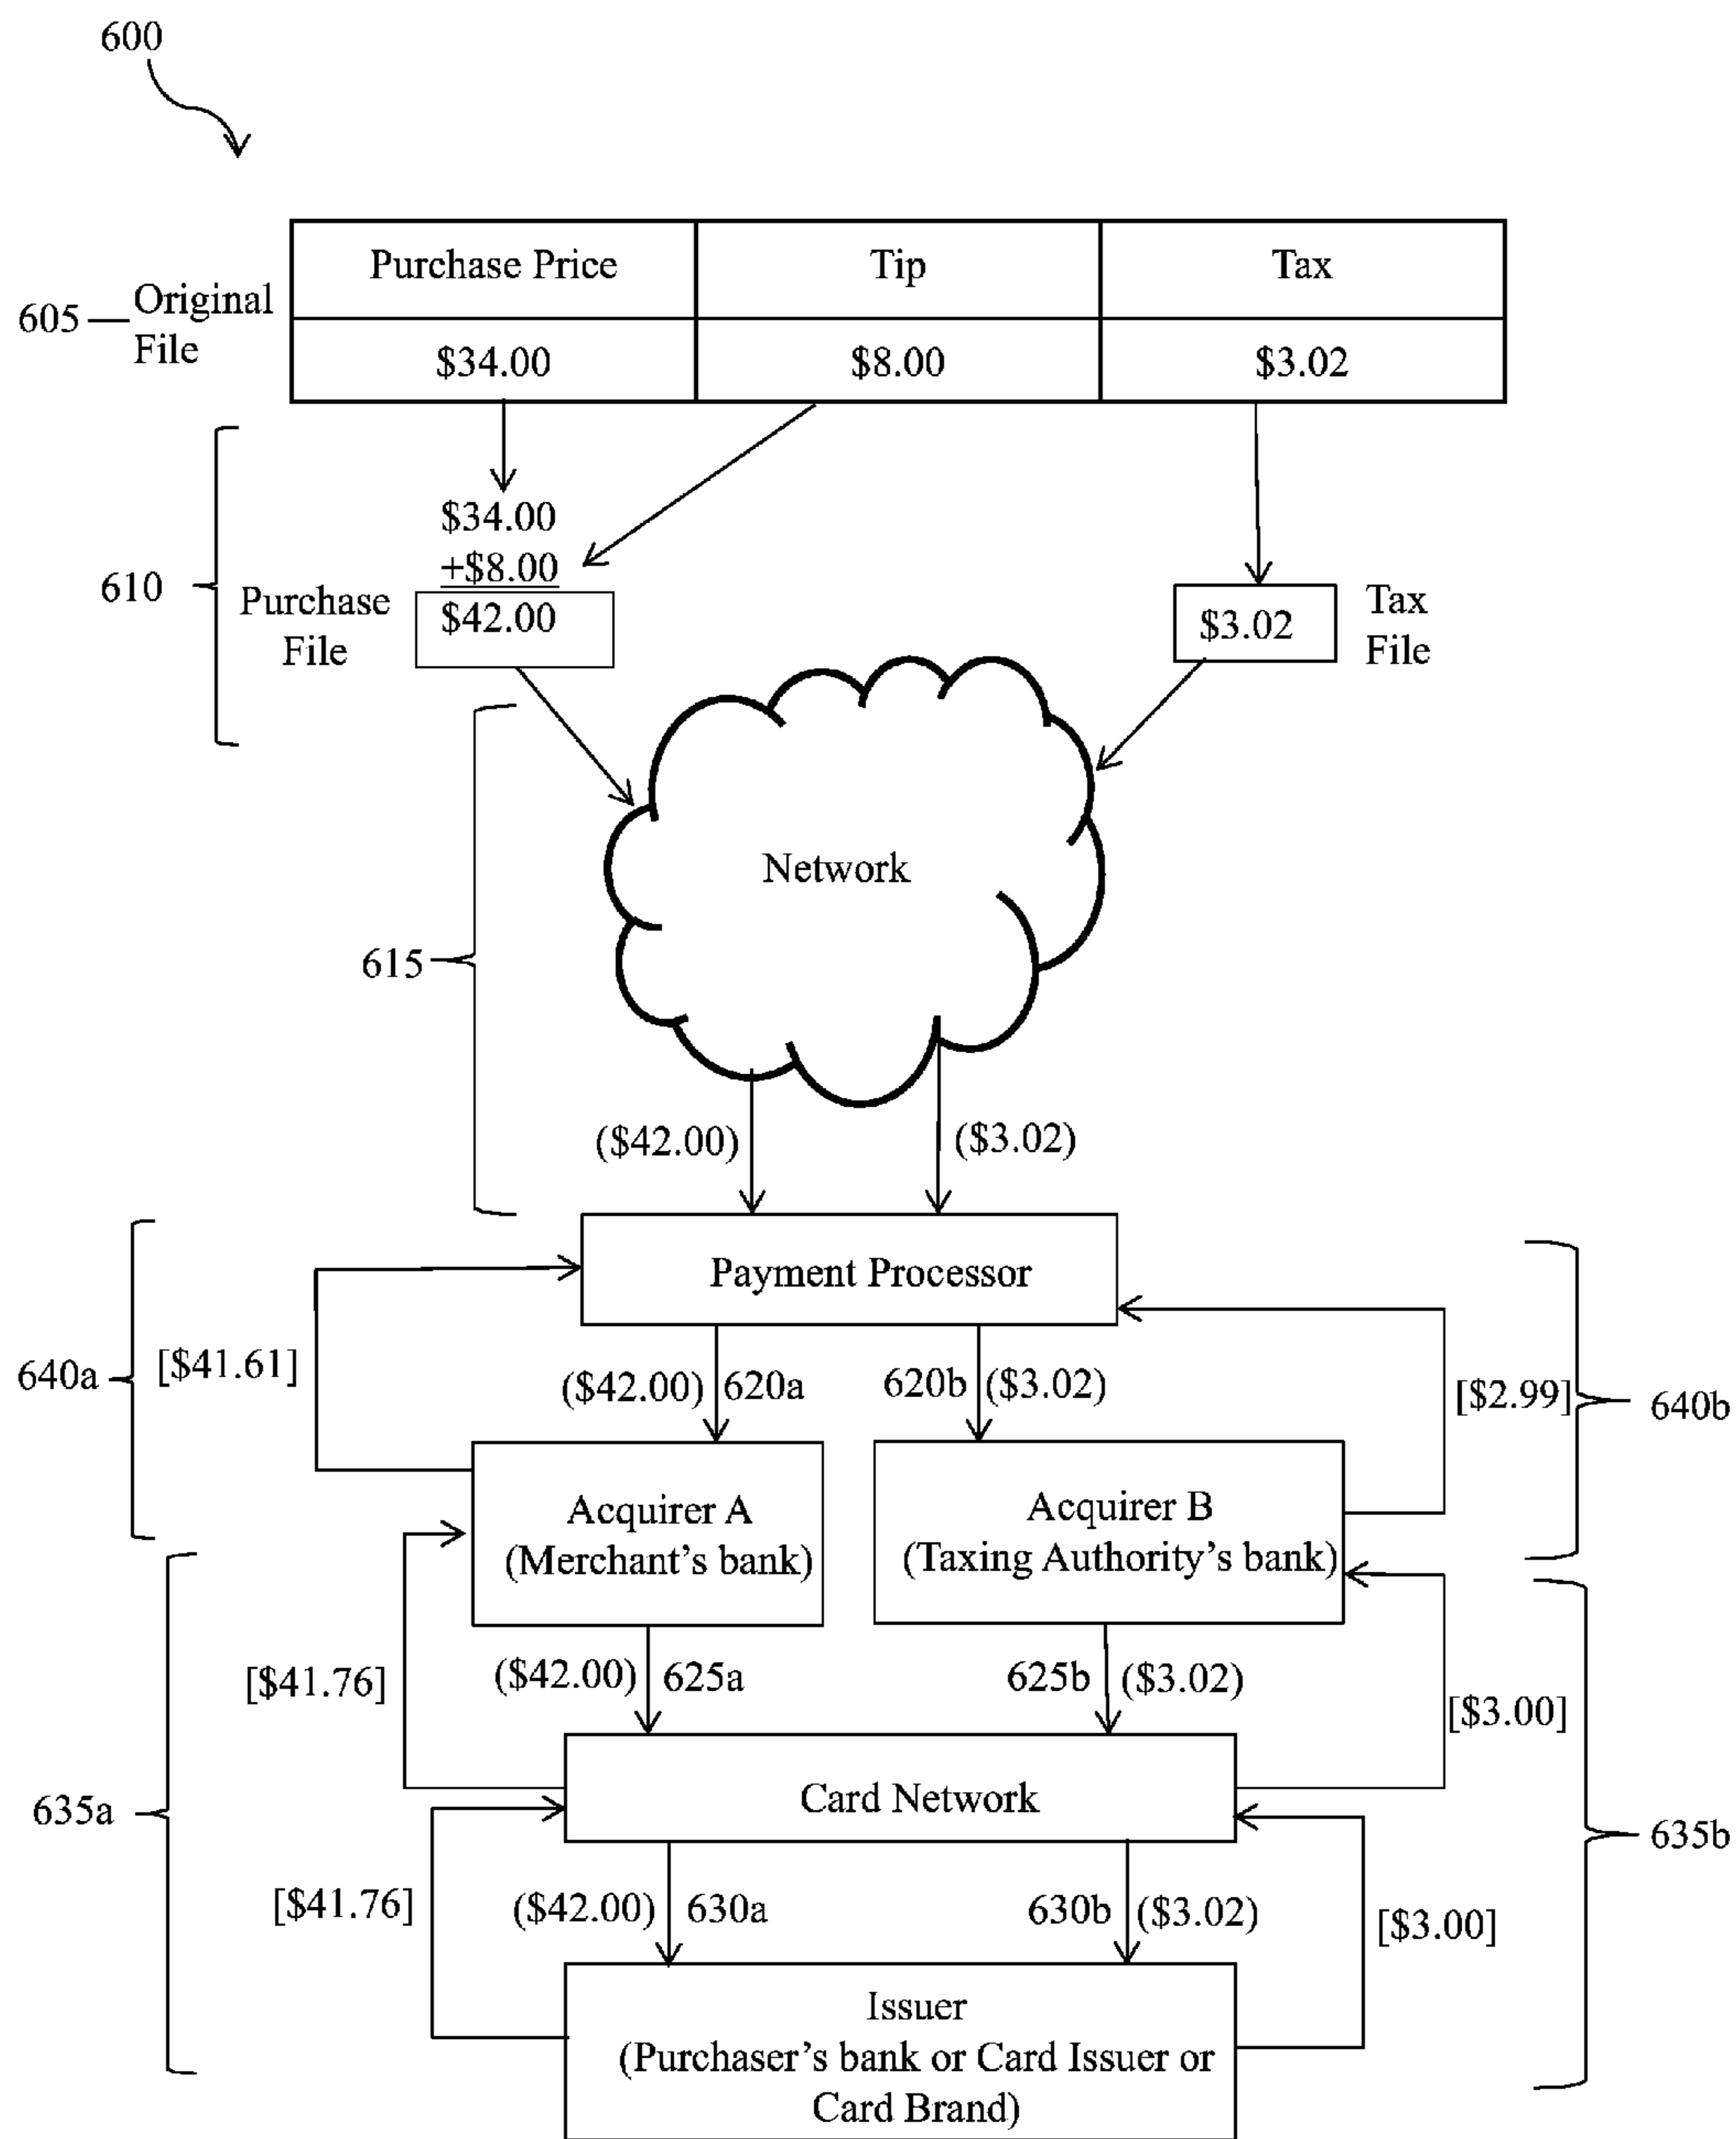 600
Purchase Price
Tip
Tax
605
Original
File
$34.00
$8.00
$3.02
$34.00
+$8.00
610
Purchase
File
$42.00
$3.02
Tax
File
Network
615
($42.00)
($3.02)
Payment Processor
640a
[$41.61]
($42.00)
620a
620b
($3.02)
[$2.99]
640b
Acquirer A
(Merchant's bank)
Acquirer B
(Taxing Authority's bank)
[$41.76]
($42.00)
625a
625b
($3.02)
[$3.00]
635a
Card Network
635b
[$41.76]
($42.00)
630a
630b
($3.02)
[$3.00]
Issuer
(Purchaser's bank or Card Issuer or
Card Brand)